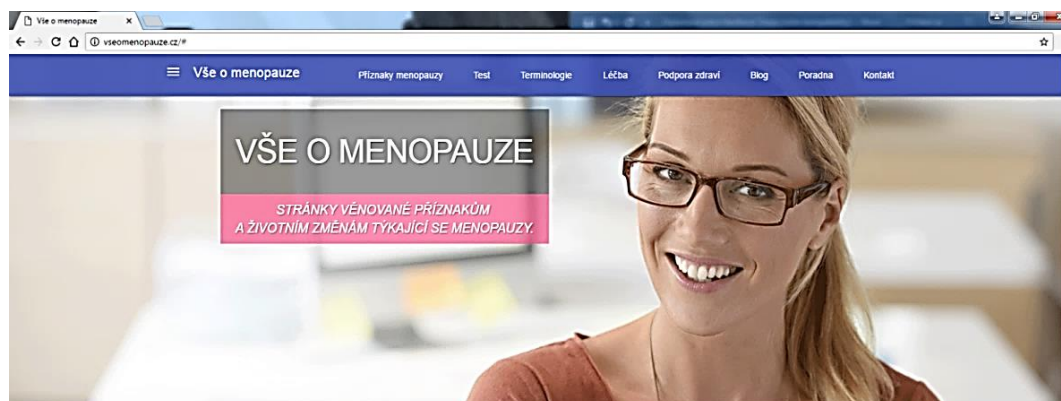 Vše o menopauze
vseomenopauze.cz/#
Vše o menopauze Příznaky menopauzy Test Terminologie Léčba Podpora zdraví Blog Poradna Kontakt
VŠE O MENOPAUZE
STRÁNKY VĚNOVANÉ PŘÍZNAKŮM
A ŽIVOTNÍM ZMĚNÁM TÝKAJÍCÍ SE MENOPAUZY.